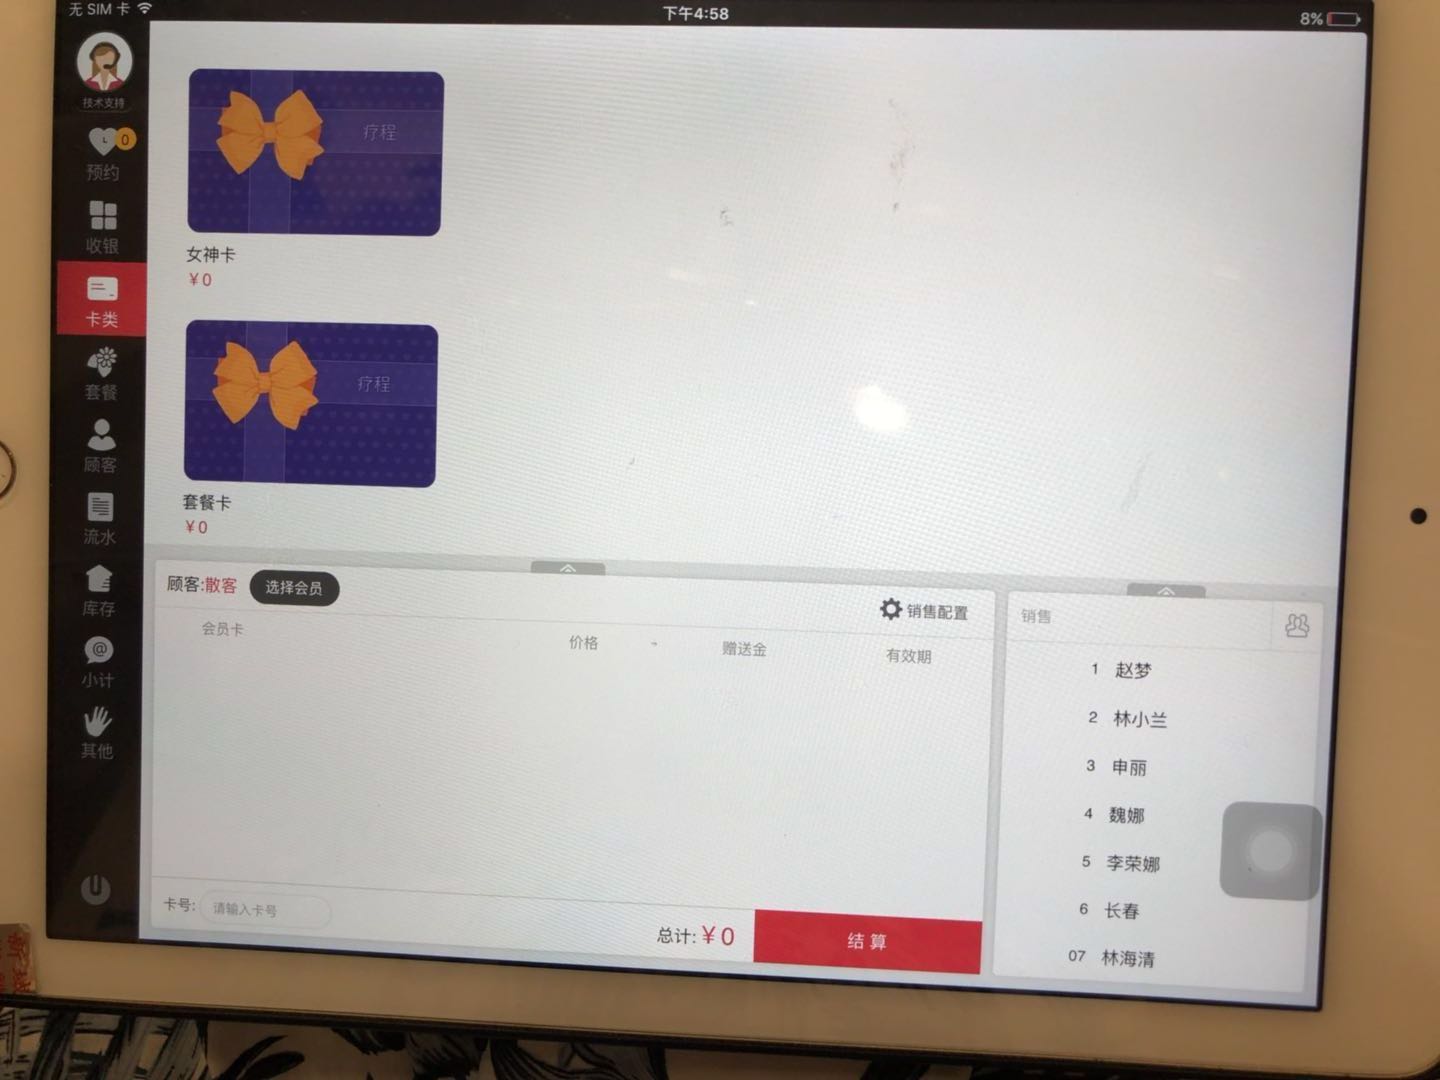 无 SIM 卡
下午4:58
8%
技术支持
0
预约
收银
卡类
套餐
顾客
流水
库存
小计
其他
疗程
女神卡
¥0
疗程
套餐卡
¥0
顾客:散客
选择会员
销售配置
会员卡
价格
赠送金
有效期
卡号:
请输入卡号
总计:¥0
结算
销售
1 赵梦
2 林小兰
3 申丽
4 魏娜
5 李荣娜
6 长春
07 林海清